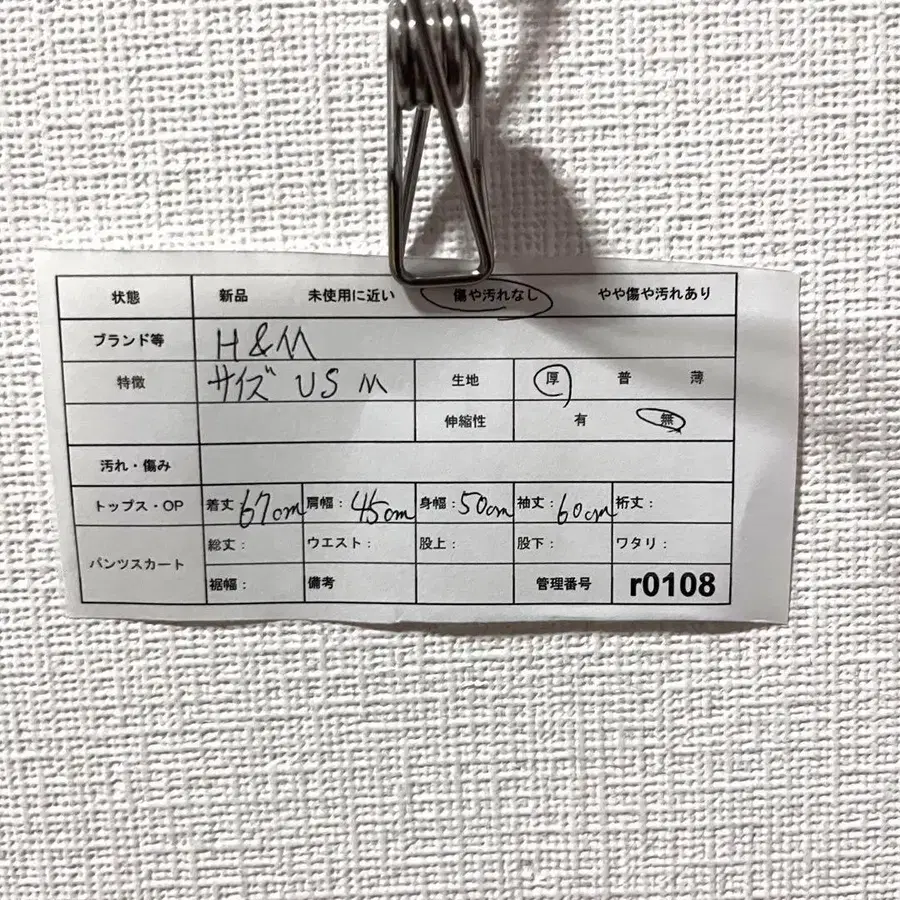 状態 新品 未使用に近い 傷や汚れなし やや傷や汚れあり
ブランド等 H&M
特徴 サイズ US M 生地 厚 普 薄
伸縮性 有 無
汚れ・傷み
トップス・OP 着丈 67cm 肩幅: 45cm 身幅: 50cm 袖丈: 60cm 裄丈:
パンツスカート 総丈: ウエスト: 股上: 股下: ワタリ:
裾幅: 備考 管理番号 r0108